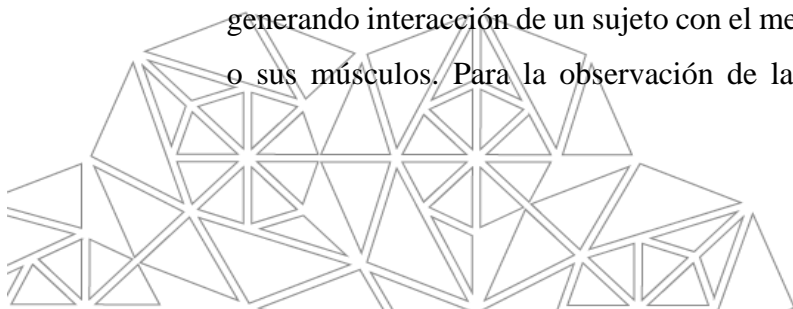 generando interacción de un sujeto con el me
o sus músculos. Para la observación de la